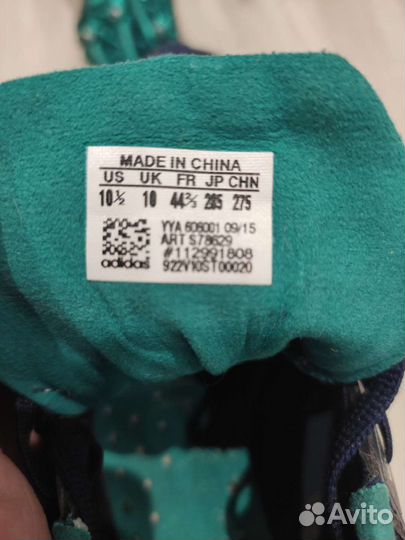 MADE IN CHINA
US UK FR JP CHN
10½ 10 44⅔ 285 275
YYA 606001 09/15
ART S78629
#112991808
adidas 922V10ST00020
Avito